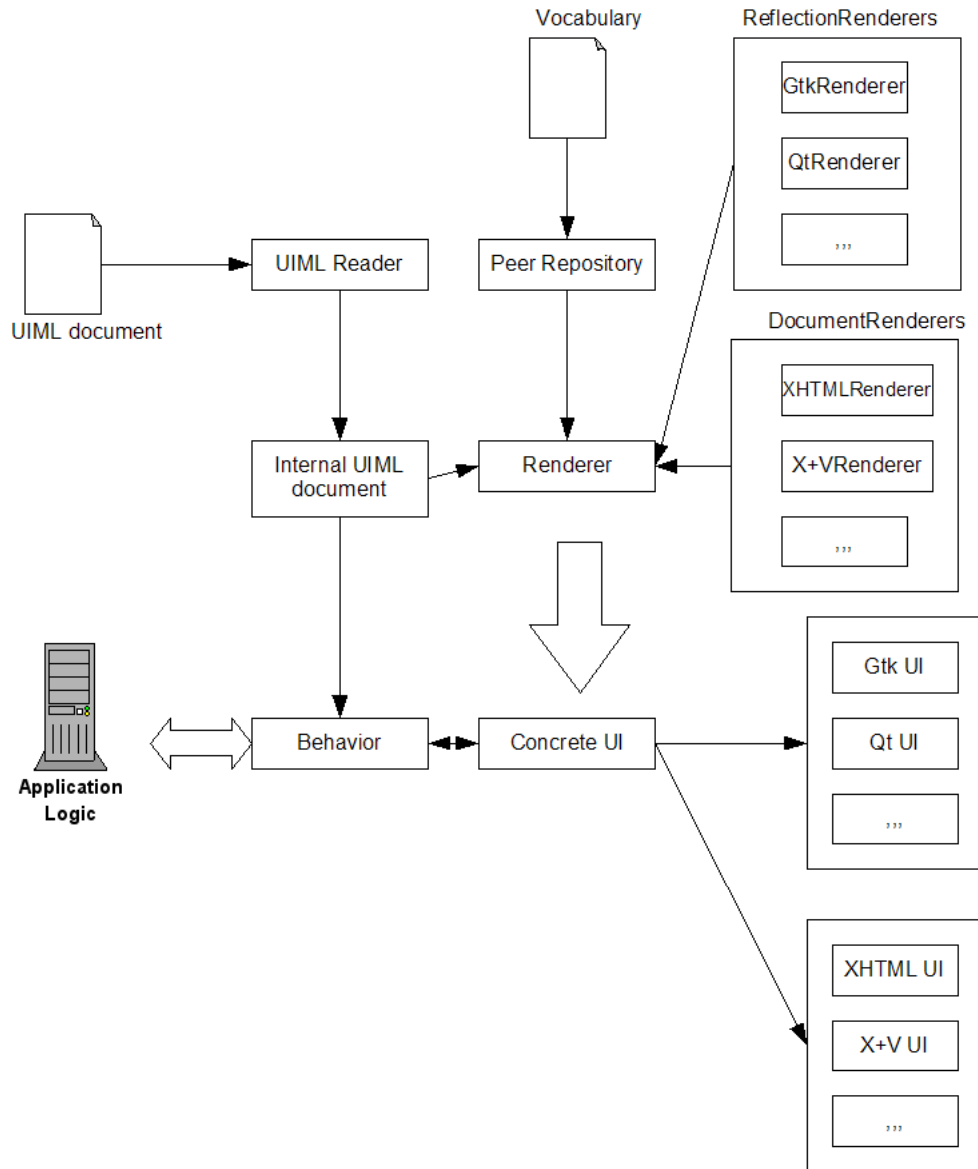 Vocabulary
ReflectionRenderers
GtkRenderer
QtRenderer
,,,
UIML Reader
Peer Repository
UIML document
DocumentRenderers
XHTMLRenderer
X+VRenderer
,,,
Internal UIML
document
Renderer
Gtk UI
Qt UI
,,,
Behavior
Concrete UI
Application
Logic
XHTML UI
X+V UI
,,,